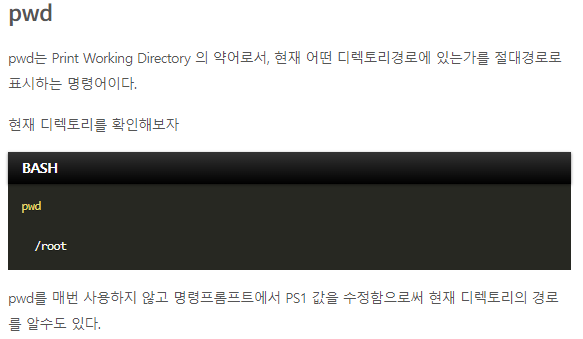 pwd
pwd는 Print Working Directory 의 약어로서, 현재 어떤 디렉토리경로에 있는가를 절대경로로
표시하는 명령어이다.
현재 디렉토리를 확인해보자
BASH
pwd
/root
pwd를 매번 사용하지 않고 명령프롬프트에서 PS1 값을 수정함으로써 현재 디렉토리의 경로
를 알수도 있다.